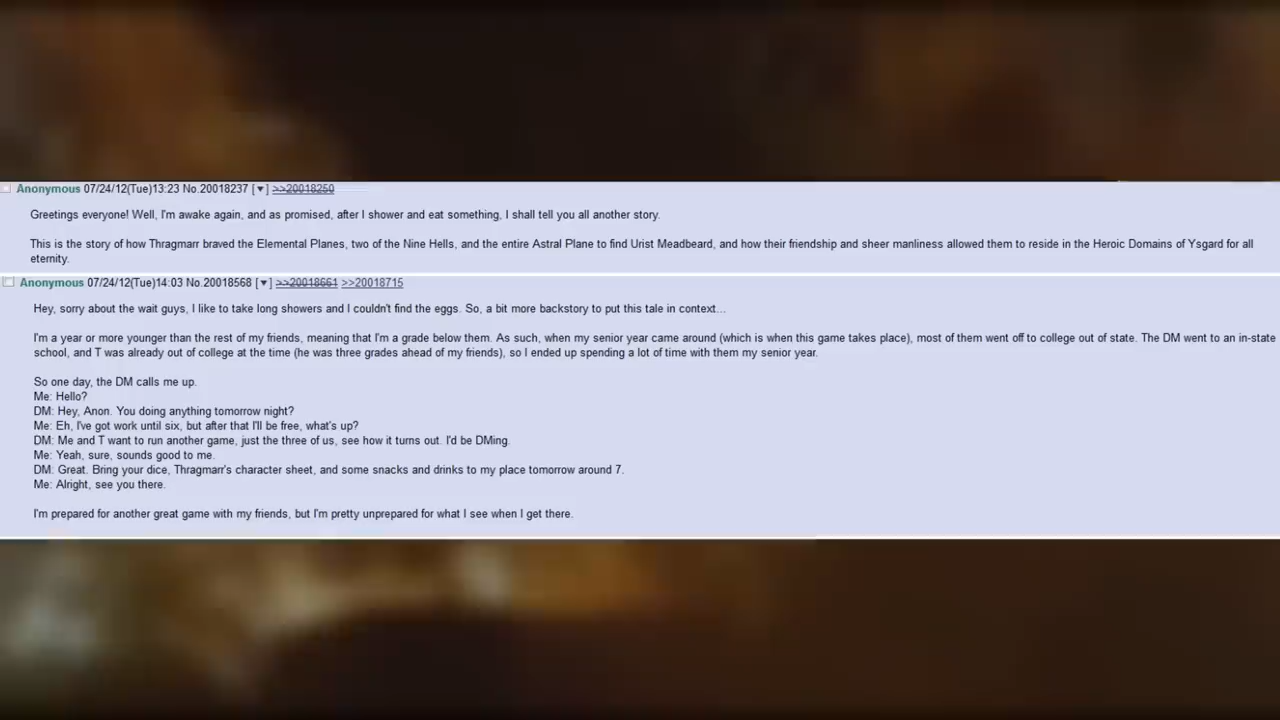 Anonymous 07/24/12(Tue)13:23 No.20018237 [▼] >>20018250
Greetings everyone! Well, I'm awake again, and as promised, after I shower and eat something, I shall tell you all another story.
This is the story of how Thragmarr braved the Elemental Planes, two of the Nine Hells, and the entire Astral Plane to find Urist Meadbeard, and how their friendship and sheer manliness allowed them to reside in the Heroic Domains of Ysgard for all
eternity.
Anonymous 07/24/12(Tue)14:03 No.20018568 [▼] >>20018661 >>20018715
Hey, sorry about the wait guys, I like to take long showers and I couldn't find the eggs. So, a bit more backstory to put this tale in context...
I'm a year or more younger than the rest of my friends, meaning that I'm a grade below them. As such, when my senior year came around (which is when this game takes place), most of them went off to college out of state. The DM went to an in-state
school, and T was already out of college at the time (he was three grades ahead of my friends), so I ended up spending a lot of time with them my senior year.
So one day, the DM calls me up.
Me: Hello?
DM: Hey, Anon. You doing anything tomorrow night?
Me: Eh, I've got work until six, but after that I'll be free, what's up?
DM: Me and T want to run another game, just the three of us, see how it turns out. I'd be DMing.
Me: Yeah, sure, sounds good to me.
DM: Great. Bring your dice, Thragmarr's character sheet, and some snacks and drinks to my place tomorrow around 7.
Me: Alright, see you there.
I'm prepared for another great game with my friends, but I'm pretty unprepared for what I see when I get there.